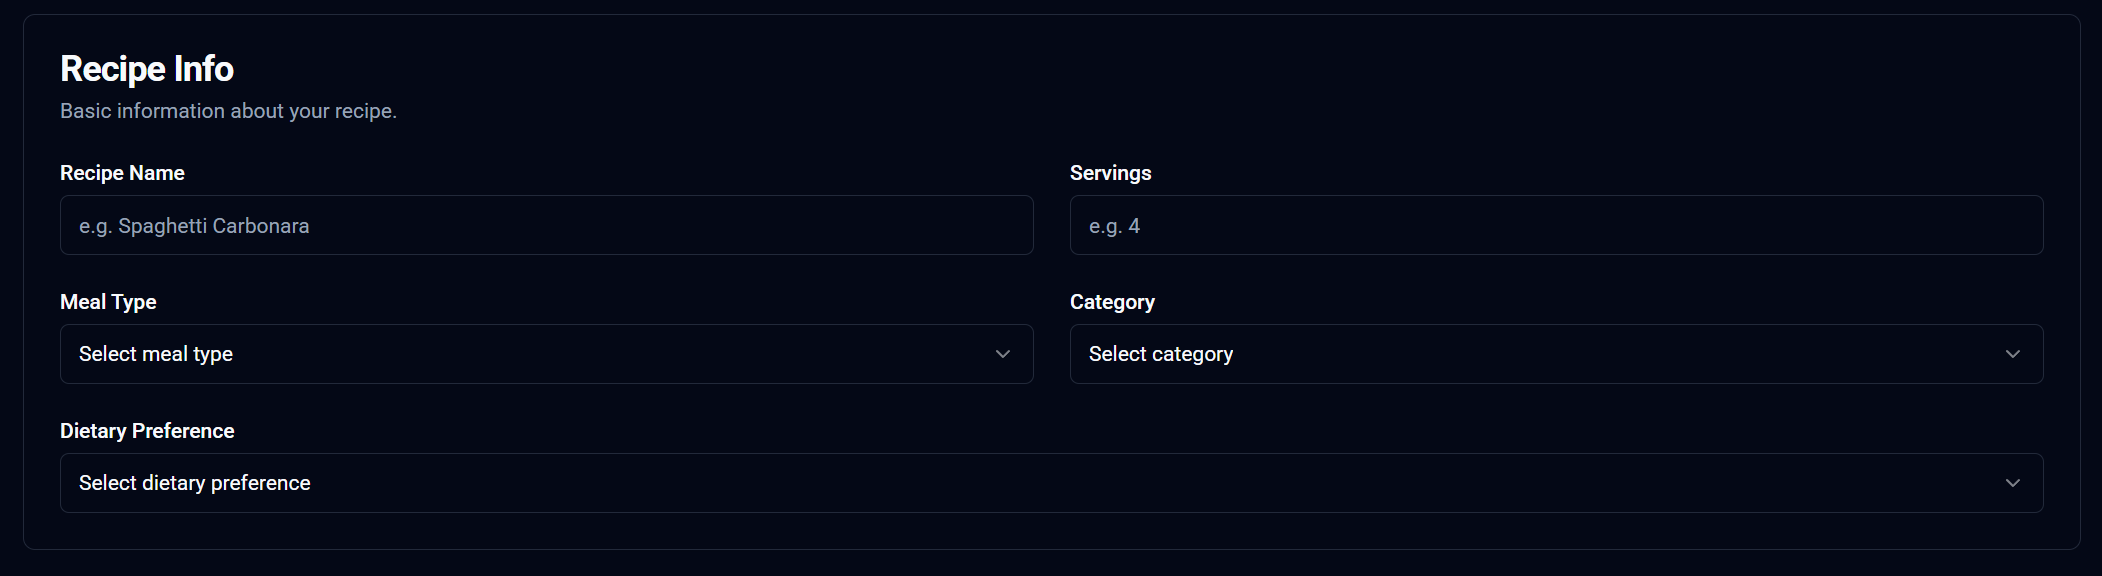 Recipe Info
Basic information about your recipe.
Recipe Name
e.g. Spaghetti Carbonara
Servings
e.g. 4
Meal Type
Select meal type
Category
Select category
Dietary Preference
Select dietary preference